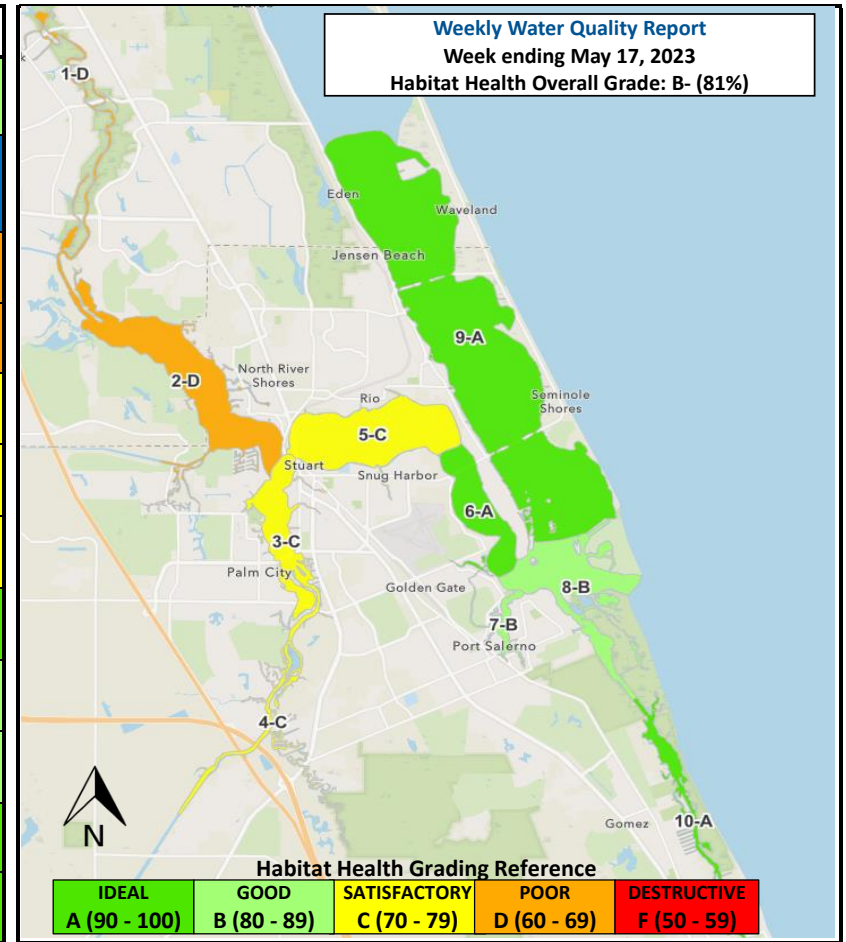 Weekly Water Quality Report
Week ending May 17, 2023
Habitat Health Overall Grade: B- (81%)
1-D
Eden
Waveland
Jensen Beach
9-A
2-D
North River
Shores
Rio
Seminole
Shores
5-C
Stuart
Snug Harbor
6-A
3-C
Palm City
Golden Gate
8-B
7-B
Port Salerno
4-C
Gomez
10-A
N
Habitat Health Grading Reference
IDEAL GOOD SATISFACTORY POOR DESTRUCTIVE
A (90 - 100) B (80 - 89) C (70 - 79) D (60 - 69) F (50 - 59)